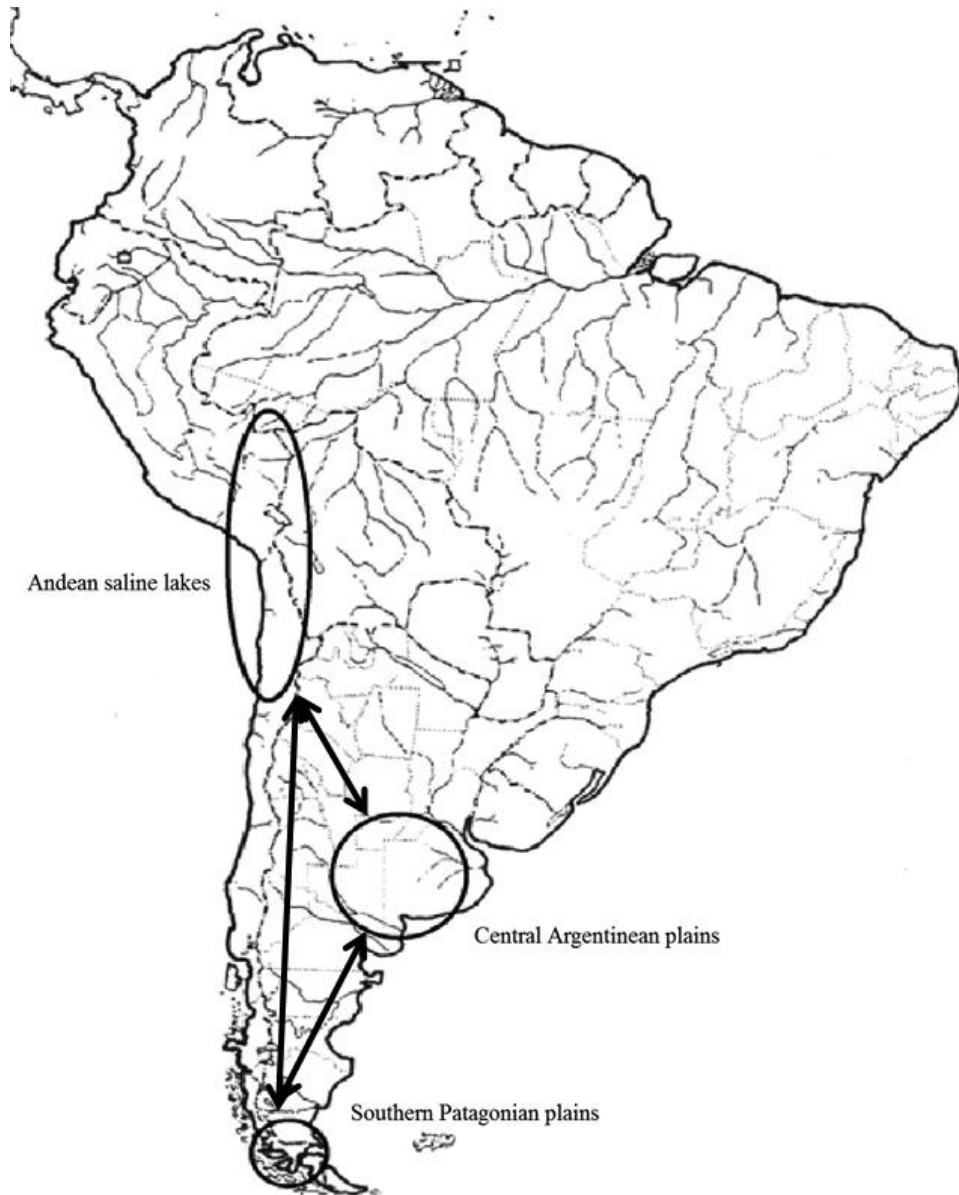 Andean saline lakes
Central Argentinean plains
Southern Patagonian plains